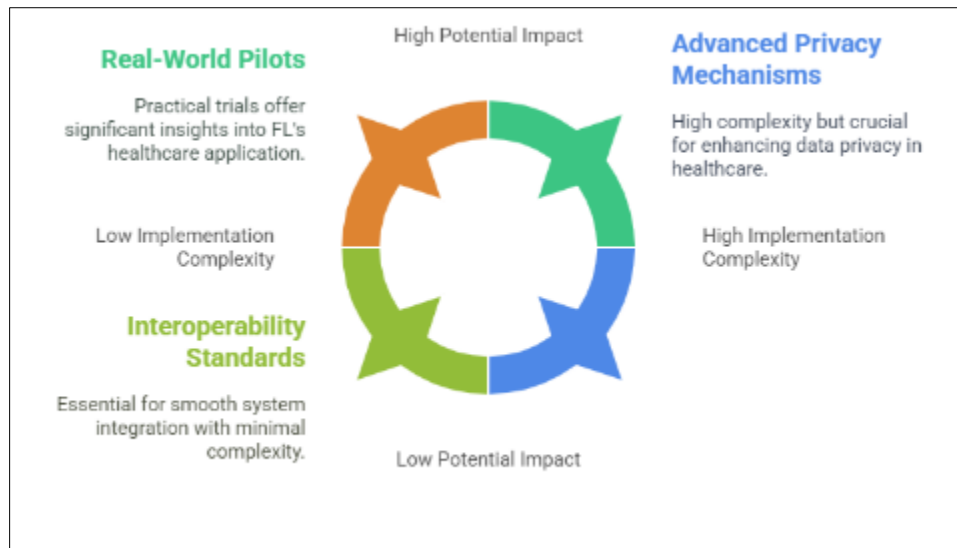 High Potential Impact
Real-World Pilots
Practical trials offer
significant insights into FL's
healthcare application.
Advanced Privacy
Mechanisms
High complexity but crucial
for enhancing data privacy in
healthcare.
Low Implementation
Complexity
High Implementation
Complexity
Interoperability
Standards
Essential for smooth system
integration with minimal
complexity.
Low Potential Impact